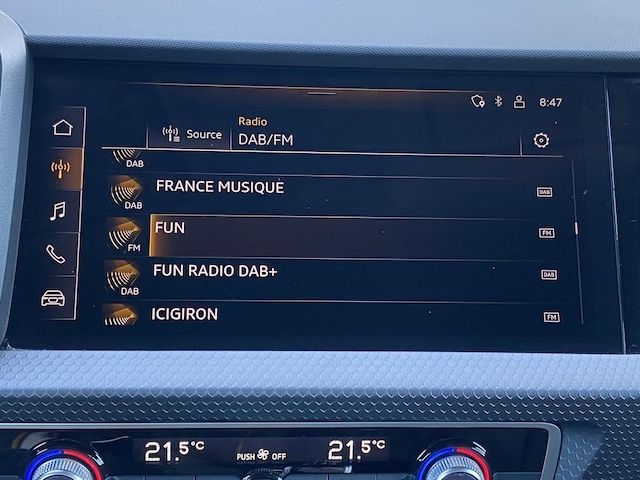 8:47
Radio
Source DAB/FM
DAB
FRANCE MUSIQUE DAB
DAB
FUN FM
FM
FUN RADIO DAB+ DAB
DAB
ICIGIRON FM
21.5°C PUSH OFF 21.5°C